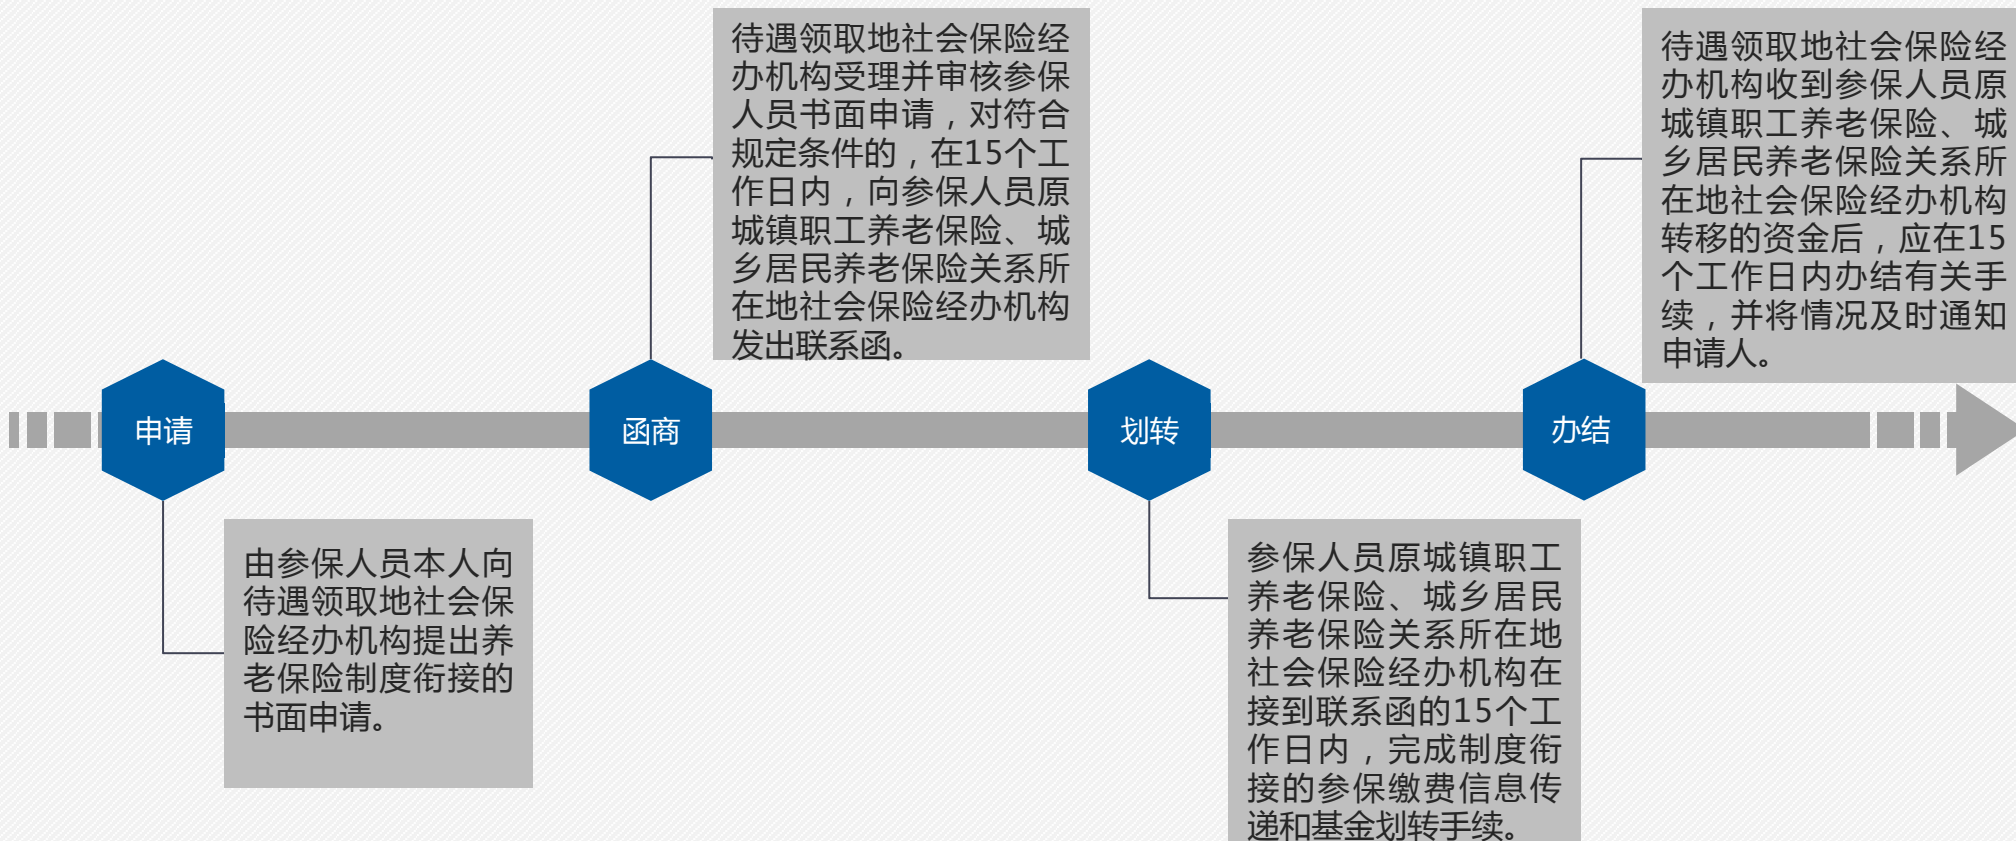 申请
由参保人员本人向
待遇领取地社会保
险经办机构提出养
老保险制度衔接的
书面申请。
函商
待遇领取地社会保险经
办机构受理并审核参保
人员书面申请，对符合
规定条件的，在15个工
作日内，向参保人员原
城镇职工养老保险、城
乡居民养老保险关系所
在地社会保险经办机构
发出联系函。
划转
参保人员原城镇职工
养老保险、城乡居民
养老保险关系所在地
社会保险经办机构在
接到联系函的15个工
作日内，完成制度衔
接的参保缴费信息传
递和基金划转手续。
办结
待遇领取地社会保险经
办机构收到参保人员原
城镇职工养老保险、城
乡居民养老保险关系所
在地社会保险经办机构
转移的资金后，应在15
个工作日内办结有关手
续，并将情况及时通知
申请人。